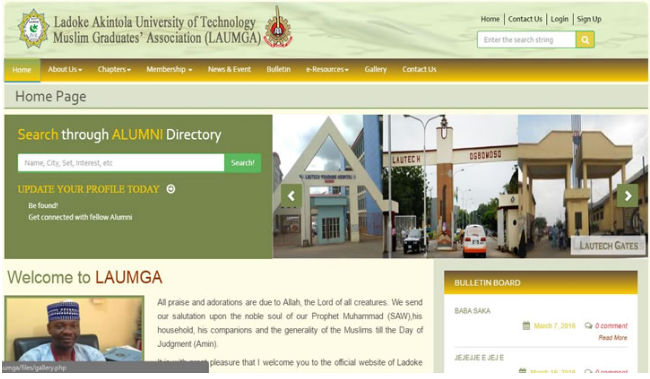 Ladoke Akintola University of Technology
Muslim Graduates' Association (LAUMGA)
Home | Contact Us | Login | Sign Up
Enter the search string
Home About Us Chapters Membership News & Event Bulletin e-Resources Gallery Contact Us
Home Page
Search through ALUMNI Directory
Name, City, Set, Interest, etc Search!
UPDATE YOUR PROFILE TODAY
Be found!
Get connected with fellow Alumni
LAUTECH OGBOMOSO
LAUTECH GATES
Welcome to LAUMGA
All praise and adorations are due to Allah, the Lord of all creatures. We send
our salutation upon the noble soul of our Prophet Muhammad (SAW),his
household, his companions and the generality of the Muslims till the Day of
Judgment (Amin).
It is with great pleasure that I welcome you to the official website of Ladoke
umga/files/gallery.php
BULLETIN BOARD
BABA SAKA
March 7, 2016 0 comment
Read More
JEJEJJE E JEJ E
March 16, 2016 0 comment